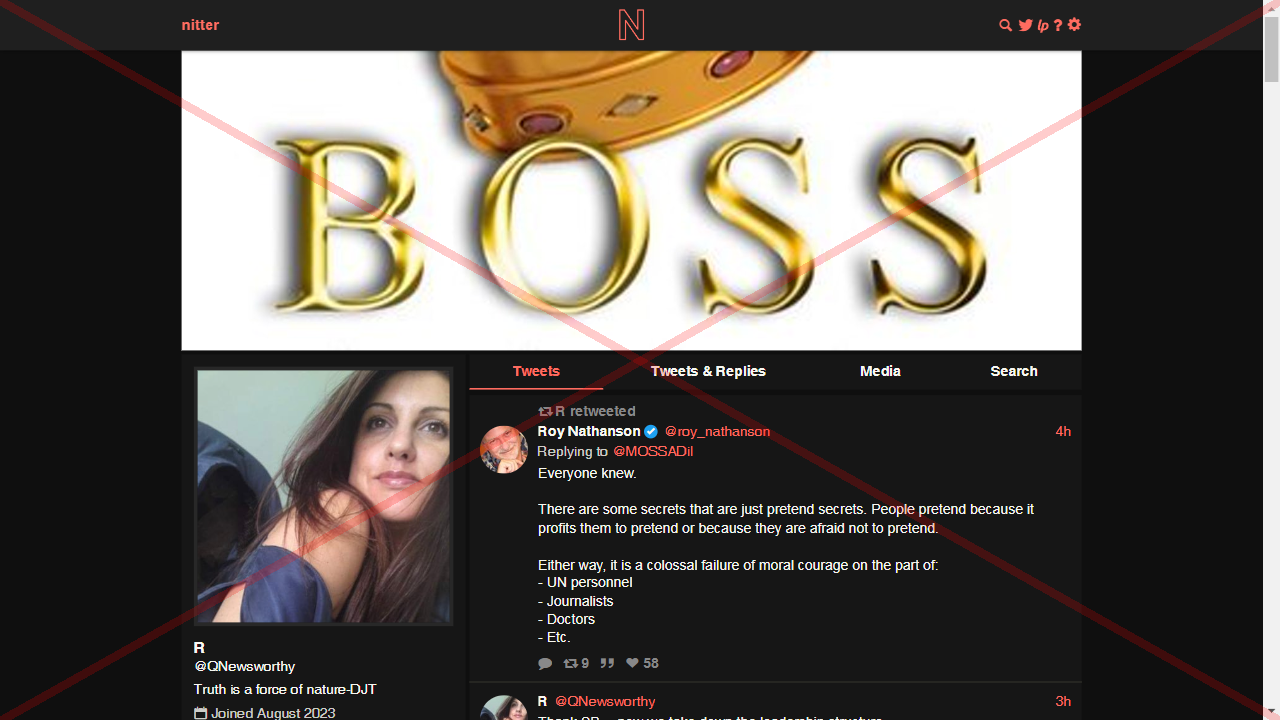 nitter
N
lp ?
BOSS
Tweets
Tweets & Replies
Media
Search
R retweeted
Roy Nathanson @roy_nathanson 4h
Replying to @MOSSADil
Everyone knew.
There are some secrets that are just pretend secrets. People pretend because it
profits them to pretend or because they are afraid not to pretend.
Either way, it is a colossal failure of moral courage on the part of:
- UN personnel
- Journalists
- Doctors
- Etc.
9 58
R @QNewsworthy 3h
R
@QNewsworthy
Truth is a force of nature-DJT
Joined August 2023